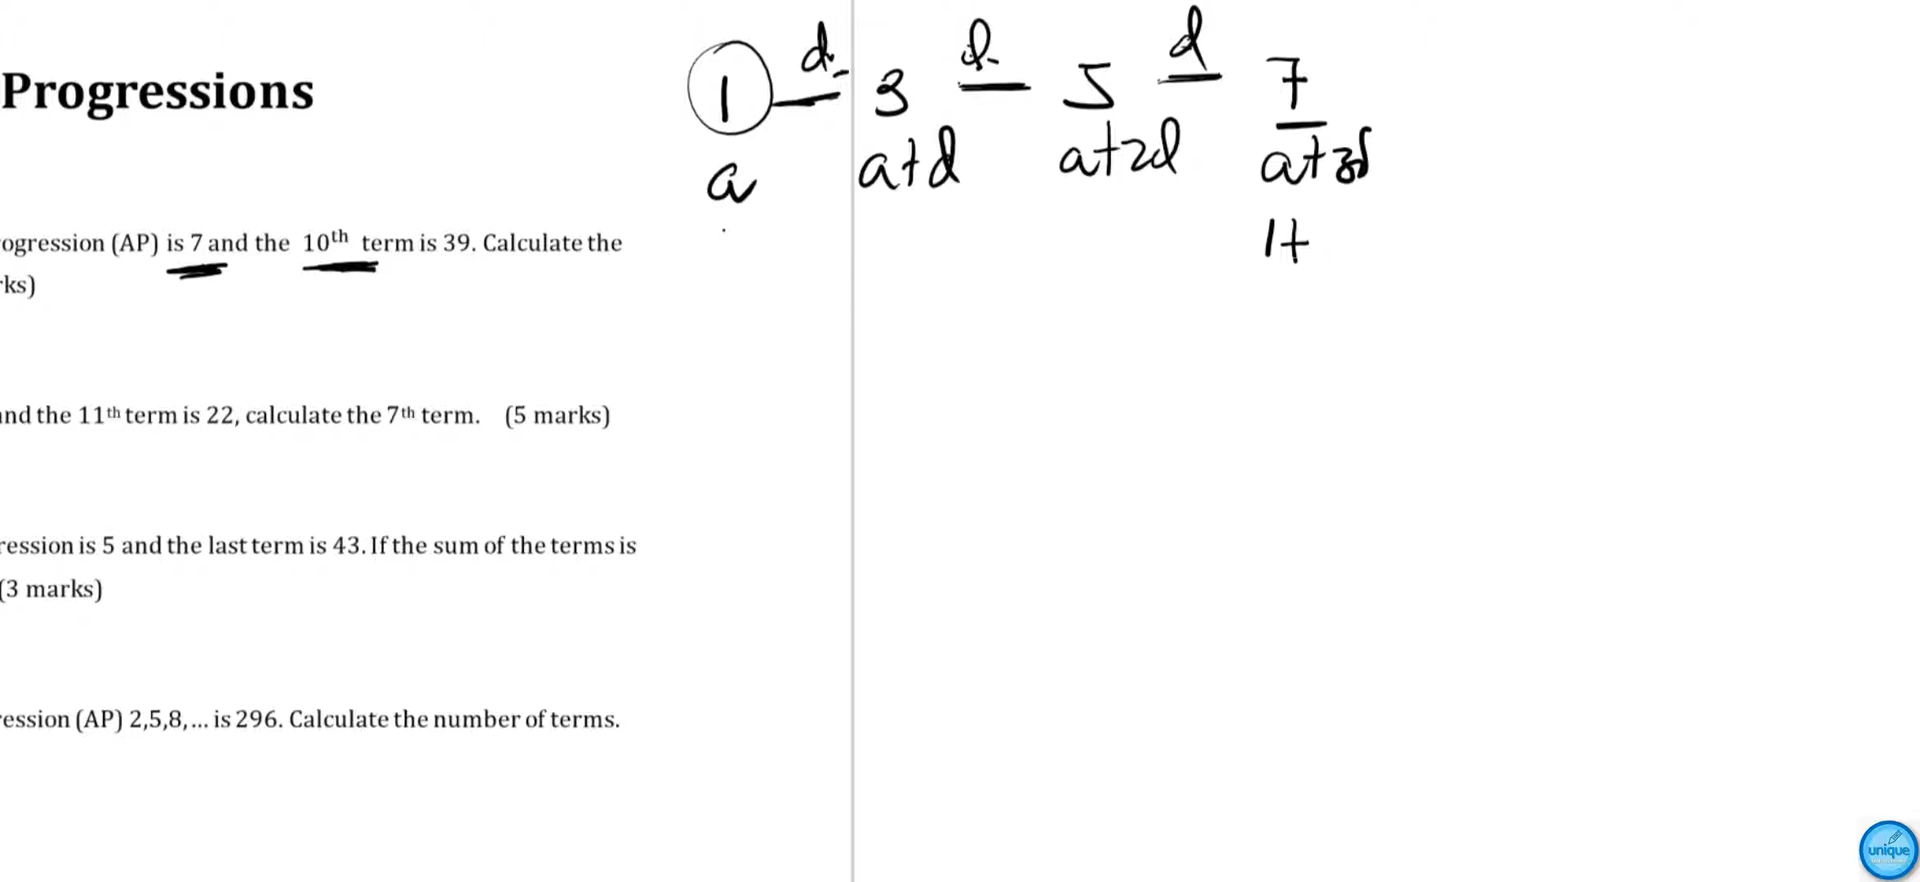 Progressions
1 d 3 d 5 d 7
a a+d a+2d a+3d
1+
ogression (AP) is 7 and the 10th term is 39. Calculate the
rks)
nd the 11th term is 22, calculate the 7th term. (5 marks)
ression is 5 and the last term is 43. If the sum of the terms is
(3 marks)
ession (AP) 2,5,8,... is 296. Calculate the number of terms.
unique